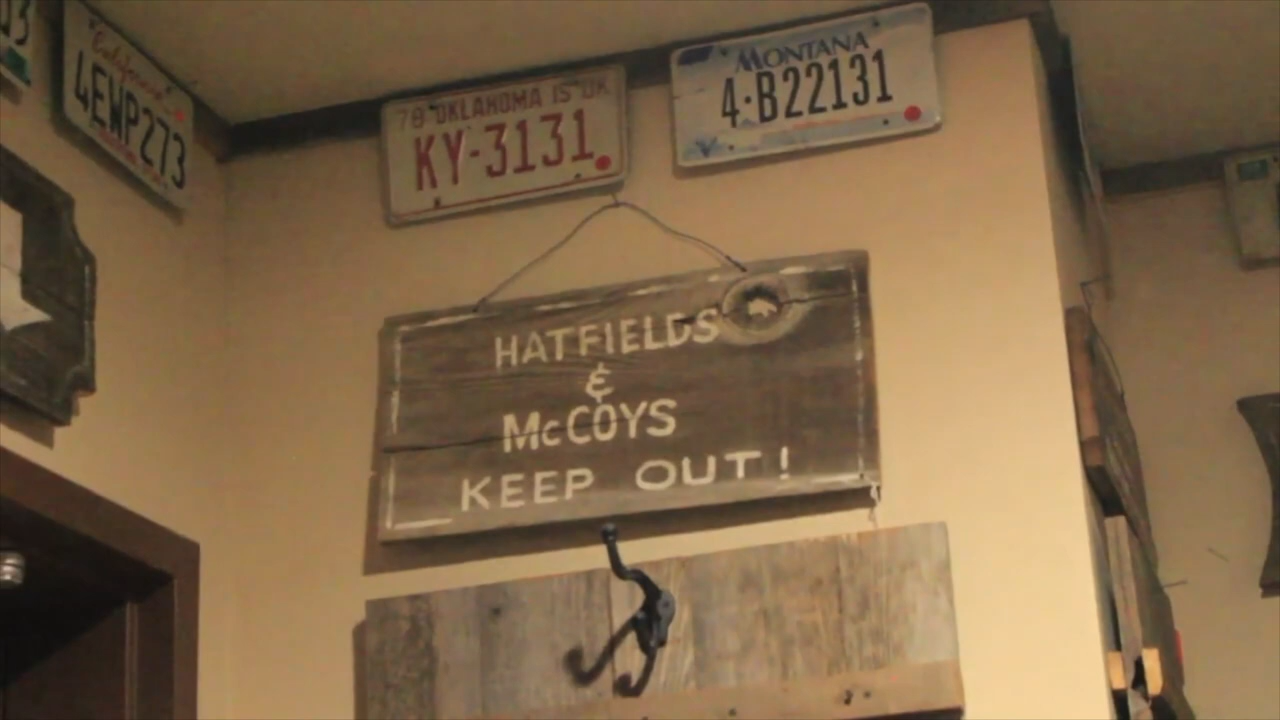 California
4EWP273
78 OKLAHOMA IS OK
KY-3131
MONTANA
4·B22131
HATFIELDS
&
McCOYS
KEEP OUT!